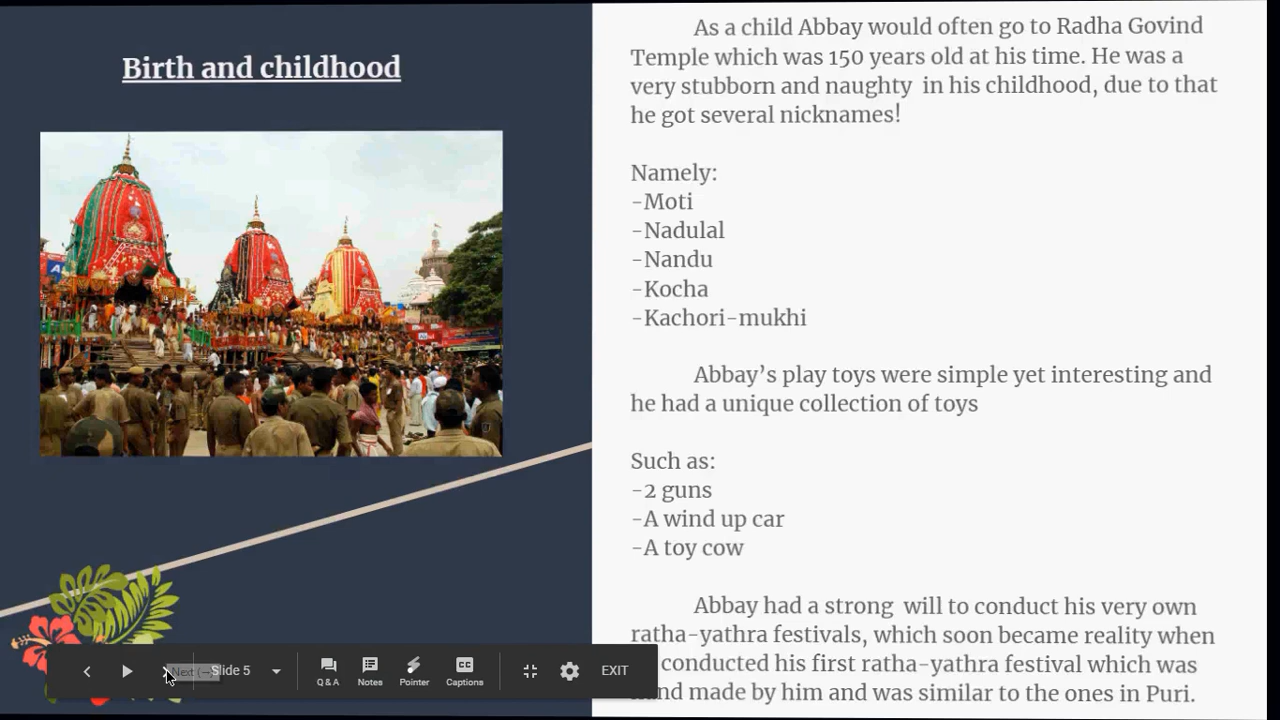 Birth and childhood
As a child Abbay would often go to Radha Govind
Temple which was 150 years old at his time. He was a
very stubborn and naughty  in his childhood, due to that
he got several nicknames!
Namely:
-Moti
-Nadulal
-Nandu
-Kocha
-Kachori-mukhi
Abbay’s play toys were simple yet interesting and
he had a unique collection of toys
Such as:
-2 guns
-A wind up car
-A toy cow
Abbay had a strong  will to conduct his very own
ratha-yathra festivals, which soon became reality when
conducted his first ratha-yathra festival which was
made by him and was similar to the ones in Puri.
Next
Slide 5
Q & A
Notes
Pointer
Captions
EXIT